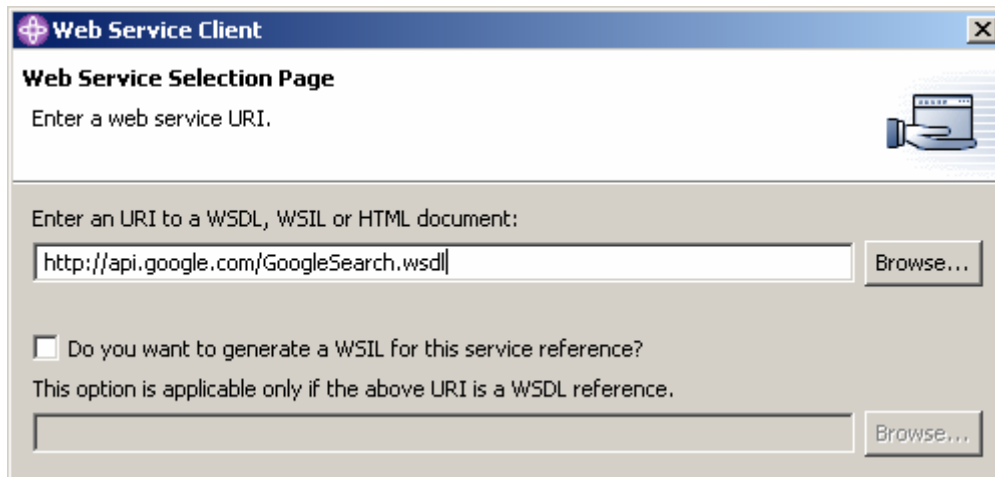 Web Service Client
Web Service Selection Page
Enter a web service URI.
Enter an URI to a WSDL, WSIL or HTML document:
http://api.google.com/GoogleSearch.wsdl
Browse...
Do you want to generate a WSIL for this service reference?
This option is applicable only if the above URI is a WSDL reference.
Browse...